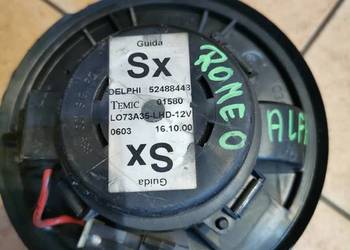 Guida
Sx
DELPHI 52488443
TEMIC 01580
LO73A35-LHD-12V
0603 16.10.00
Sx
Guida
ROMEO
ALFA